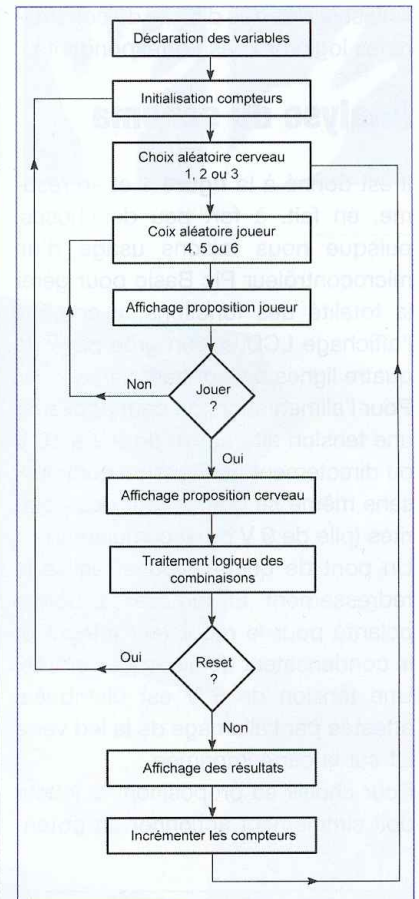 Déclaration des variables
Initialisation compteurs
Choix aléatoire cerveau
1, 2 ou 3
Coix aléatoire joueur
4, 5 ou 6
Affichage proposition joueur
Non
Jouer
?
Oui
Affichage proposition cerveau
Traitement logique des
combinaisons
Oui
Reset
?
Non
Affichage des résultats
Incrémenter les compteurs